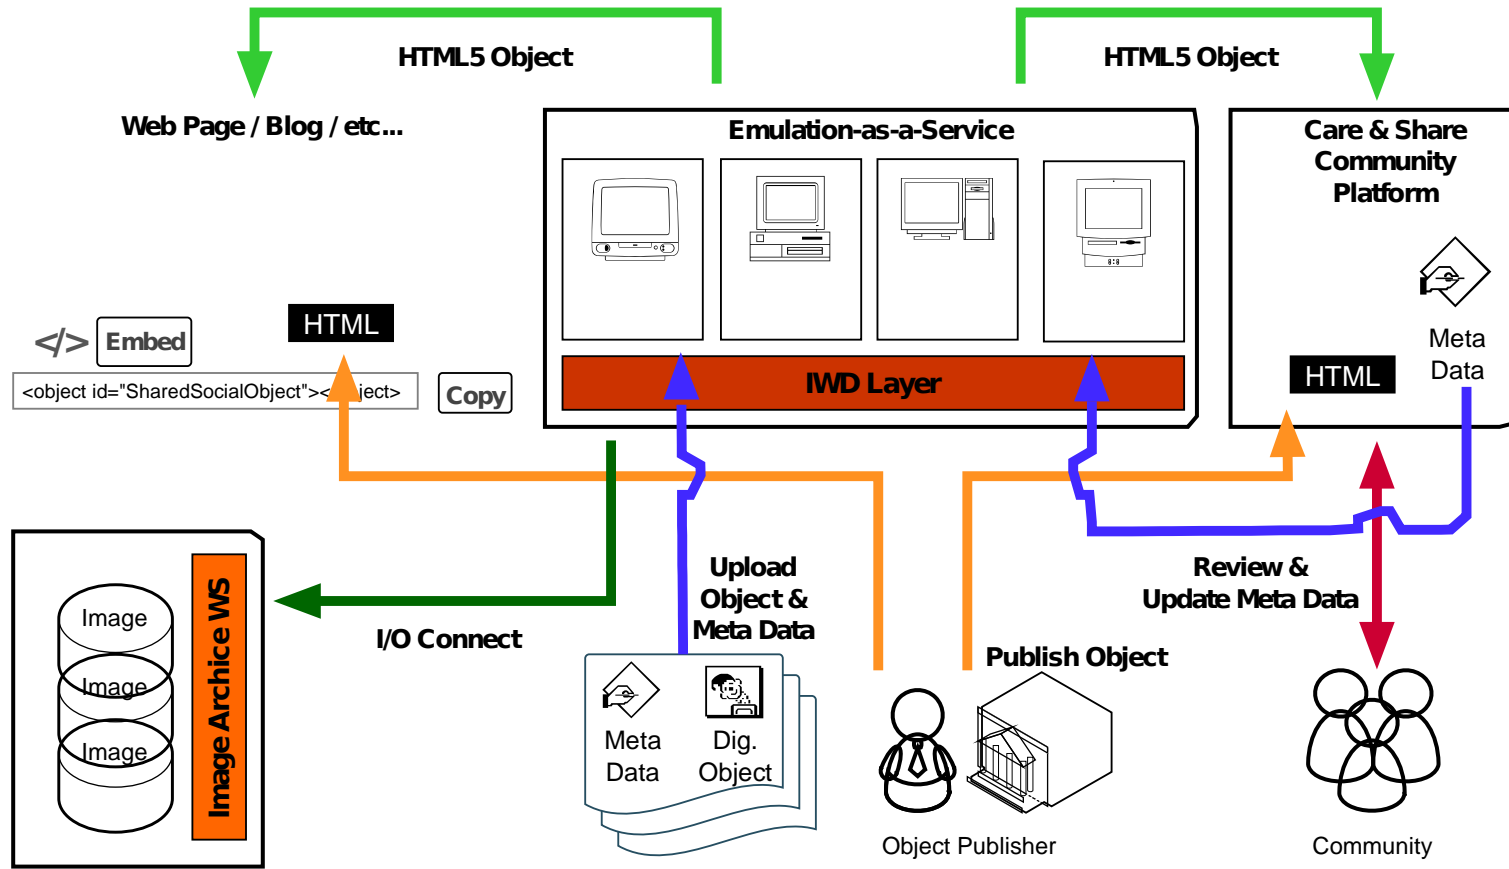 HTML5 Object
HTML5 Object
Web Page / Blog / etc...
Emulation-as-a-Service
Care & Share
Community
Platform
</> Embed
HTML
<object id="SharedSocialObject">< ject>
Copy
IWD Layer
HTML
Meta
Data
Image
Image
Image
Image Archice WS
I/O Connect
Upload
Object &
Meta Data
Meta
Data
Dig.
Object
Publish Object
Object Publisher
Review &
Update Meta Data
Community